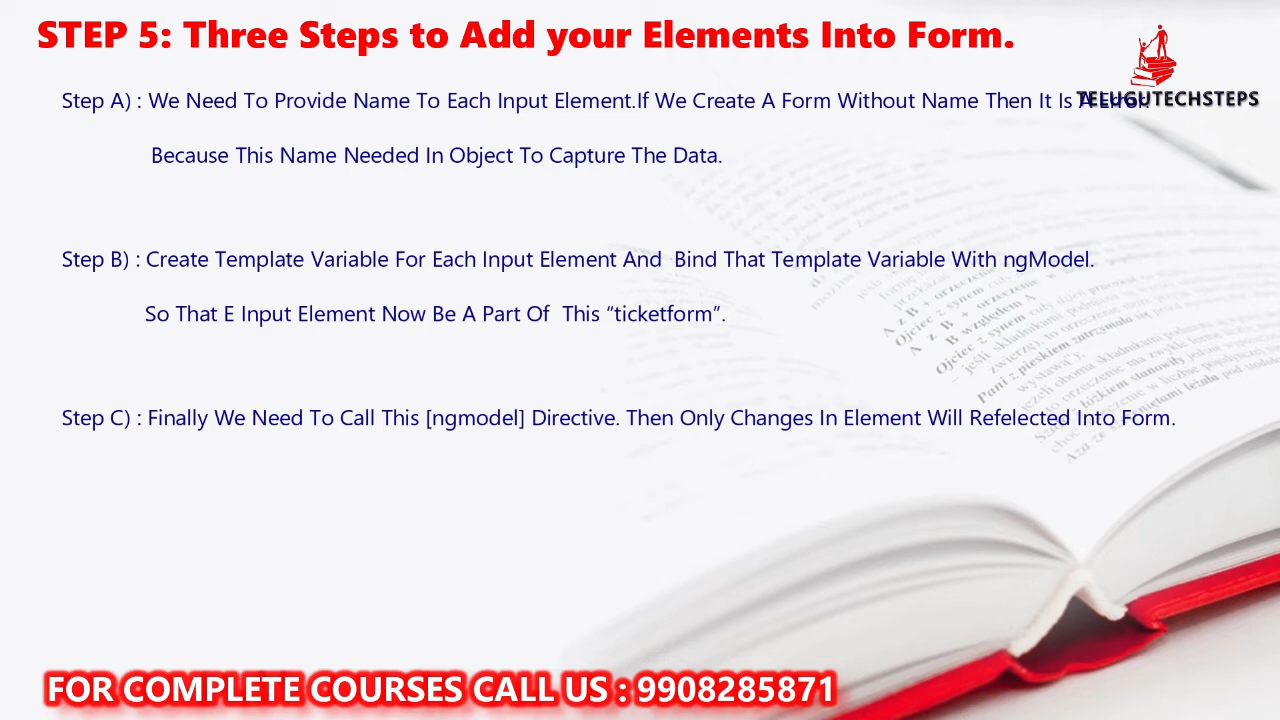 STEP 5: Three Steps to Add your Elements Into Form.
Step A) : We Need To Provide Name To Each Input Element.If We Create A Form Without Name Then It Is A Error.
TELUGUTECHSTEPS
Because This Name Needed In Object To Capture The Data.
Step B) : Create Template Variable For Each Input Element And  Bind That Template Variable With ngModel.
So That E Input Element Now Be A Part Of  This “ticketform”.
Step C) : Finally We Need To Call This [ngmodel] Directive. Then Only Changes In Element Will Refelected Into Form.
FOR COMPLETE COURSES CALL US : 9908285871